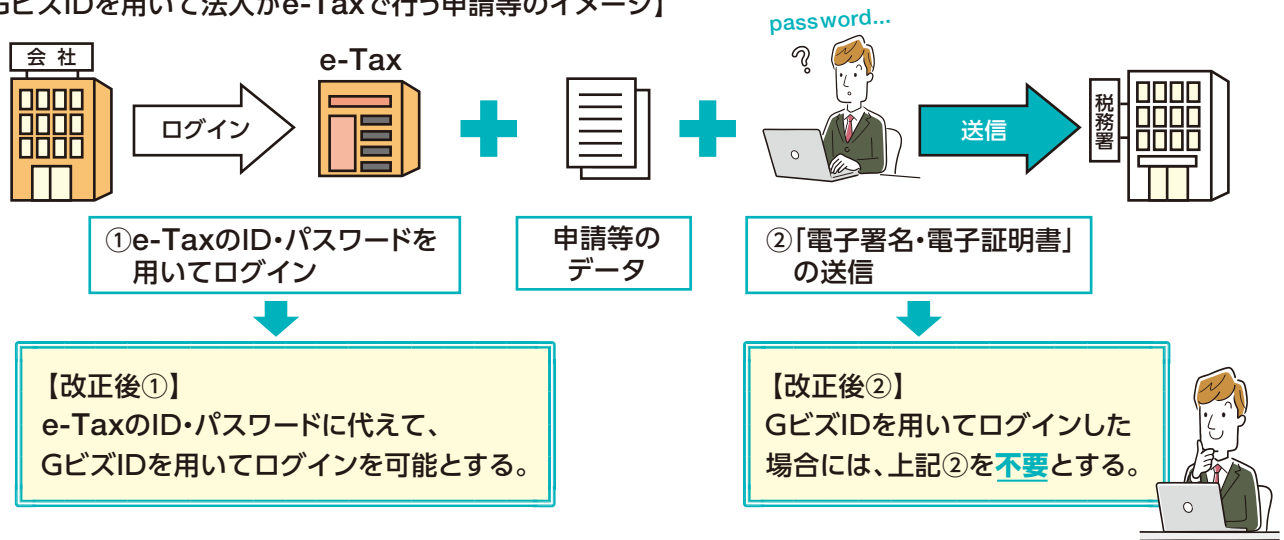 GビズIDを用いて法人がe-Taxで行う申請等のイメージ】
password...
会社
e-Tax
ログイン
送信
税務署
①e-TaxのID・パスワードを
用いてログイン
申請等の
データ
②「電子署名・電子証明書」
の送信
【改正後①】
e-TaxのID・パスワードに代えて、
GビズIDを用いてログインを可能とする。
【改正後②】
GビズIDを用いてログインした
場合には、上記②を不要とする。